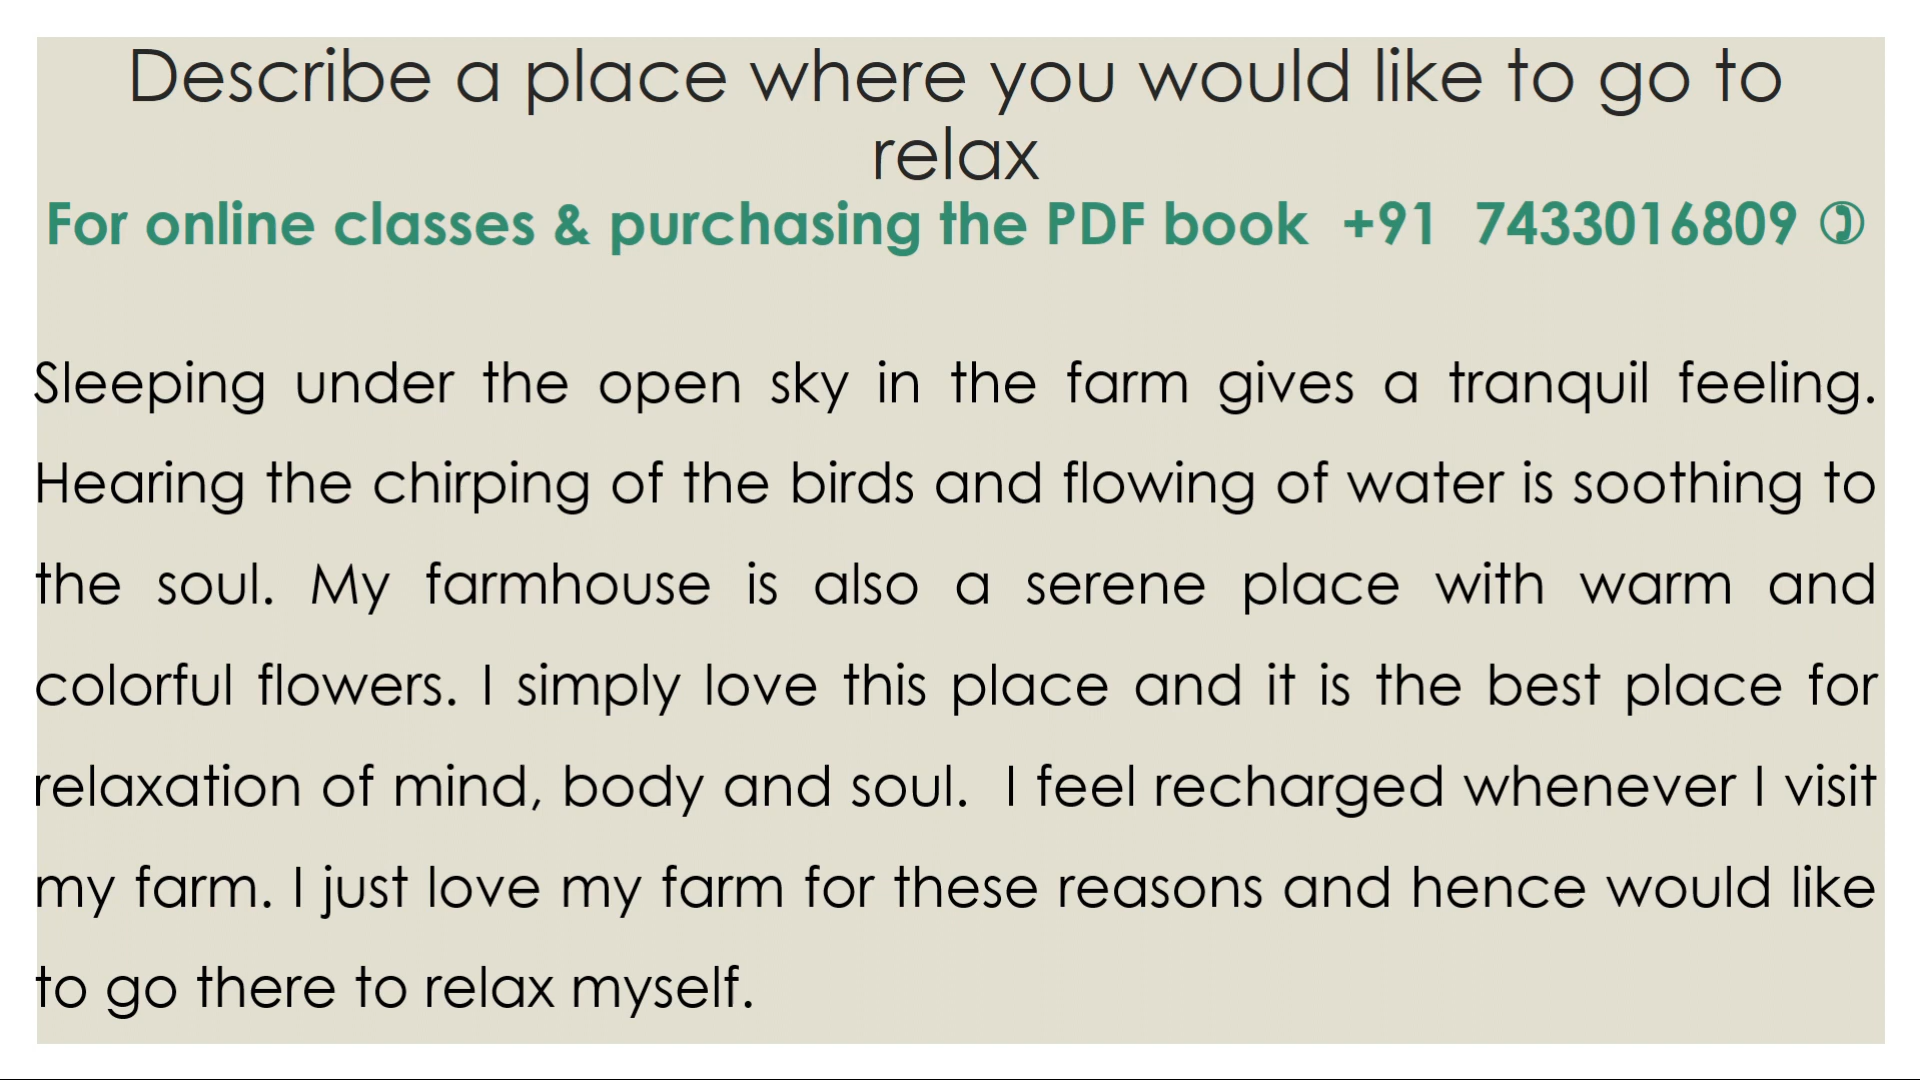 Describe a place where you would like to go to
relax
For online classes & purchasing the PDF book +91 7433016809 ✆
Sleeping under the open sky in the farm gives a tranquil feeling.
Hearing the chirping of the birds and flowing of water is soothing to
the soul. My farmhouse is also a serene place with warm and
colorful flowers. I simply love this place and it is the best place for
relaxation of mind, body and soul. I feel recharged whenever I visit
my farm. I just love my farm for these reasons and hence would like
to go there to relax myself.